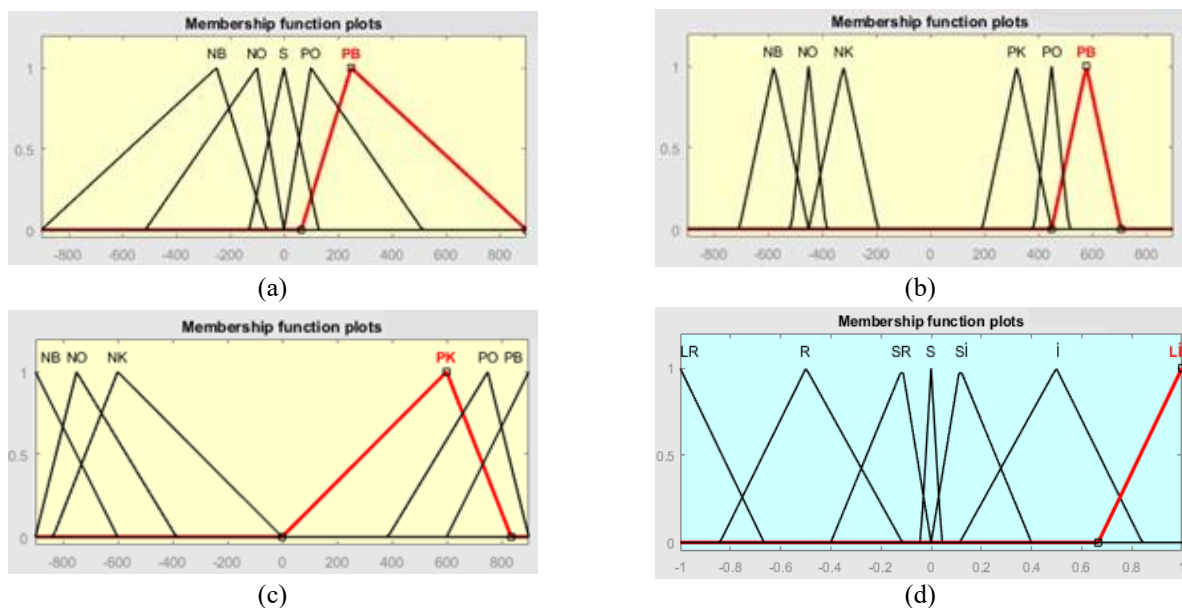 Membership function plots
NB NO S PO PB
1
0.5
0
-800 -600 -400 -200 0 200 400 600 800
(a)
Membership function plots
NB NO NK PK PO PB
1
0.5
0
-800 -600 -400 -200 0 200 400 600 800
(b)
Membership function plots
NB NO NK PK PO PB
1
0.5
0
-800 -600 -400 -200 0 200 400 600 800
(c)
Membership function plots
LR R SR S Sİ İ Lİ
1
0.5
0
-1 -0.8 -0.6 -0.4 -0.2 0 0.2 0.4 0.6 0.8 1
(d)